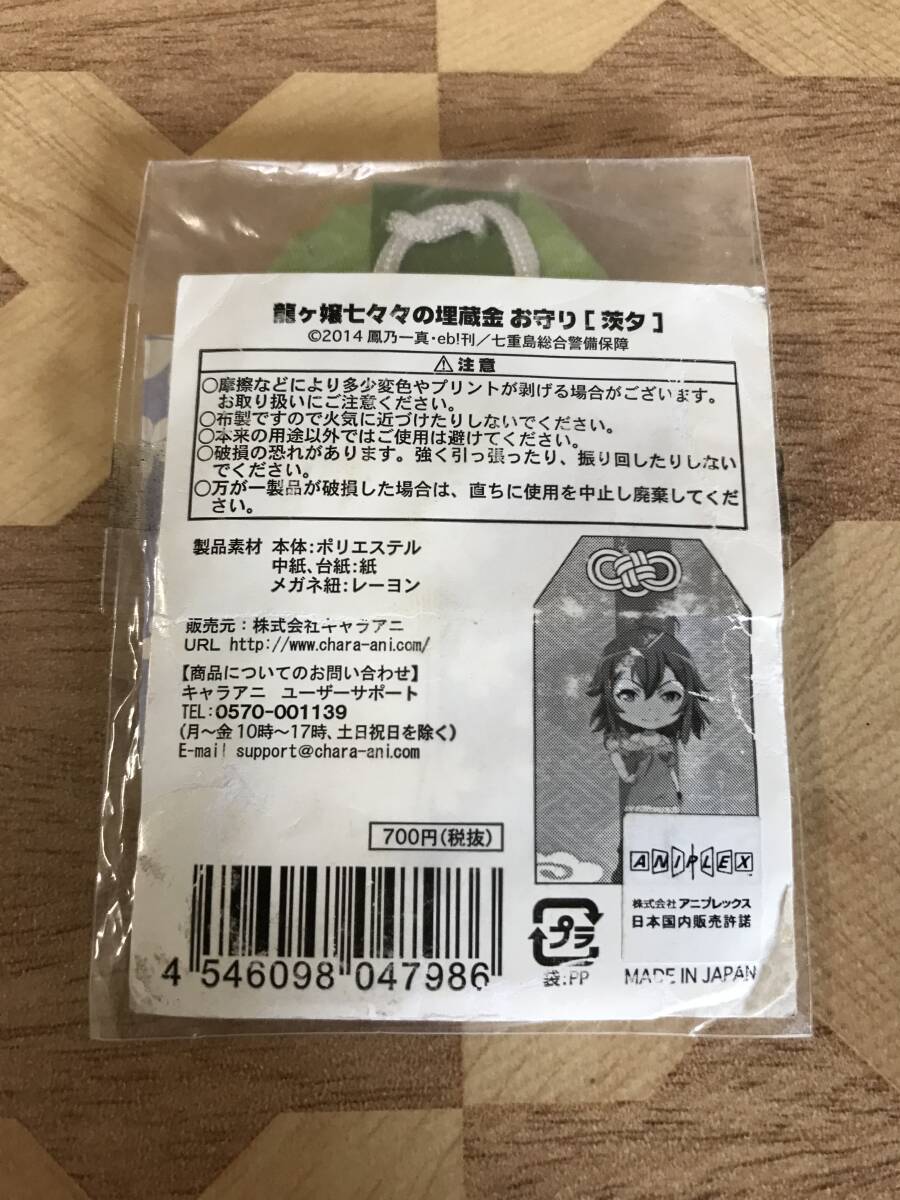 龍ヶ嬢七々々の埋蔵金 お守り [ 茨夕 ]
©2014 鳳乃一真・eb!刊／七重島総合警備保障
⚠注意
○摩擦などにより多少変色やプリントが剥げる場合がございます。
お取り扱いにご注意ください。
○布製ですので火気に近づけたりしないでください。
○本来の用途以外ではご使用は避けてください。
○破損の恐れがあります。強く引っ張ったり、振り回したりしない
でください。
○万が一製品が破損した場合は、直ちに使用を中止し廃棄してくだ
さい。
製品素材 本体:ポリエステル
中紙、台紙:紙
メガネ紐:レーヨン
販売元：株式会社キャラアニ
URL http://www.chara-ani.com/
【商品についてのお問い合わせ】
キャラアニ ユーザーサポート
TEL:0570-001139
(月〜金10時〜17時、土日祝日を除く)
E-mail support@chara-ani.com
700円(税抜)
4 546098 047986
プラ
袋:PP
ANIPLEX
株式会社 アニプレックス
日本国内販売許諾
MADE IN JAPAN